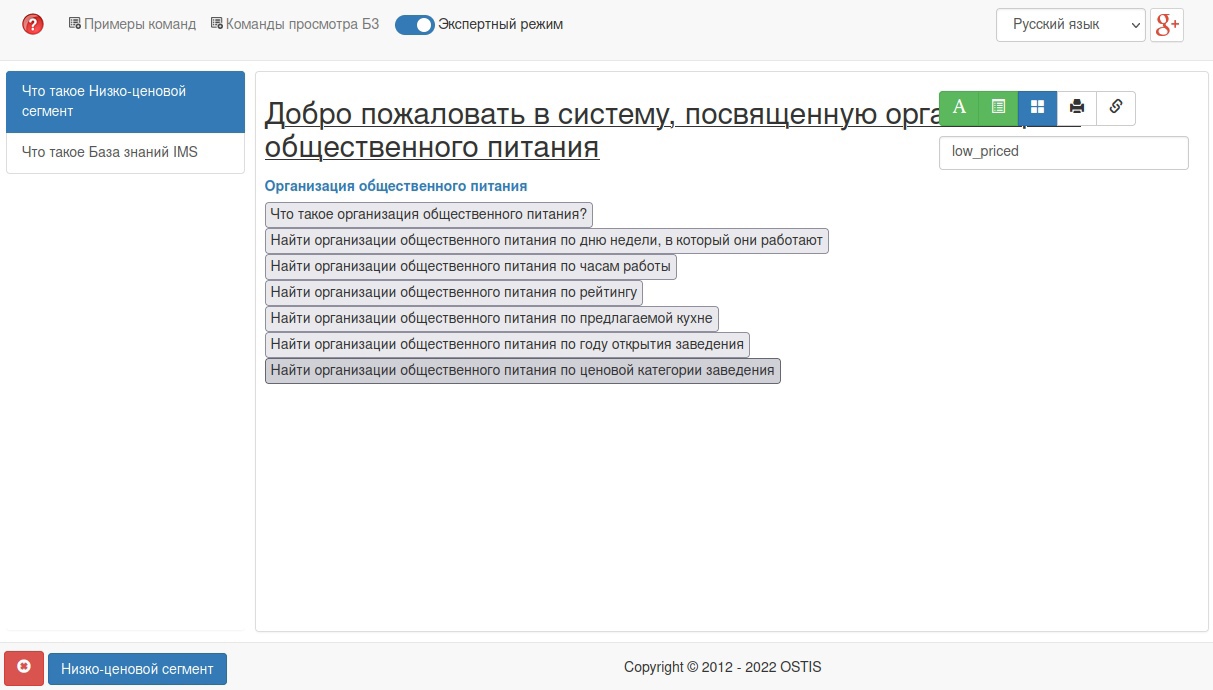 Примеры команд
Команды просмотра БЗ
Экспертный режим
Русский язык
g+
Что такое Низко-ценовой
сегмент
Что такое База знаний IMS
Добро пожаловать в систему, посвященную
общественного питания
A
low_priced
Организация общественного питания
Что такое организация общественного питания?
Найти организации общественного питания по дню недели, в который они работают
Найти организации общественного питания по часам работы
Найти организации общественного питания по рейтингу
Найти организации общественного питания по предлагаемой кухне
Найти организации общественного питания по году открытия заведения
Найти организации общественного питания по ценовой категории заведения
Низко-ценовой сегмент
Copyright © 2012 - 2022 OSTIS